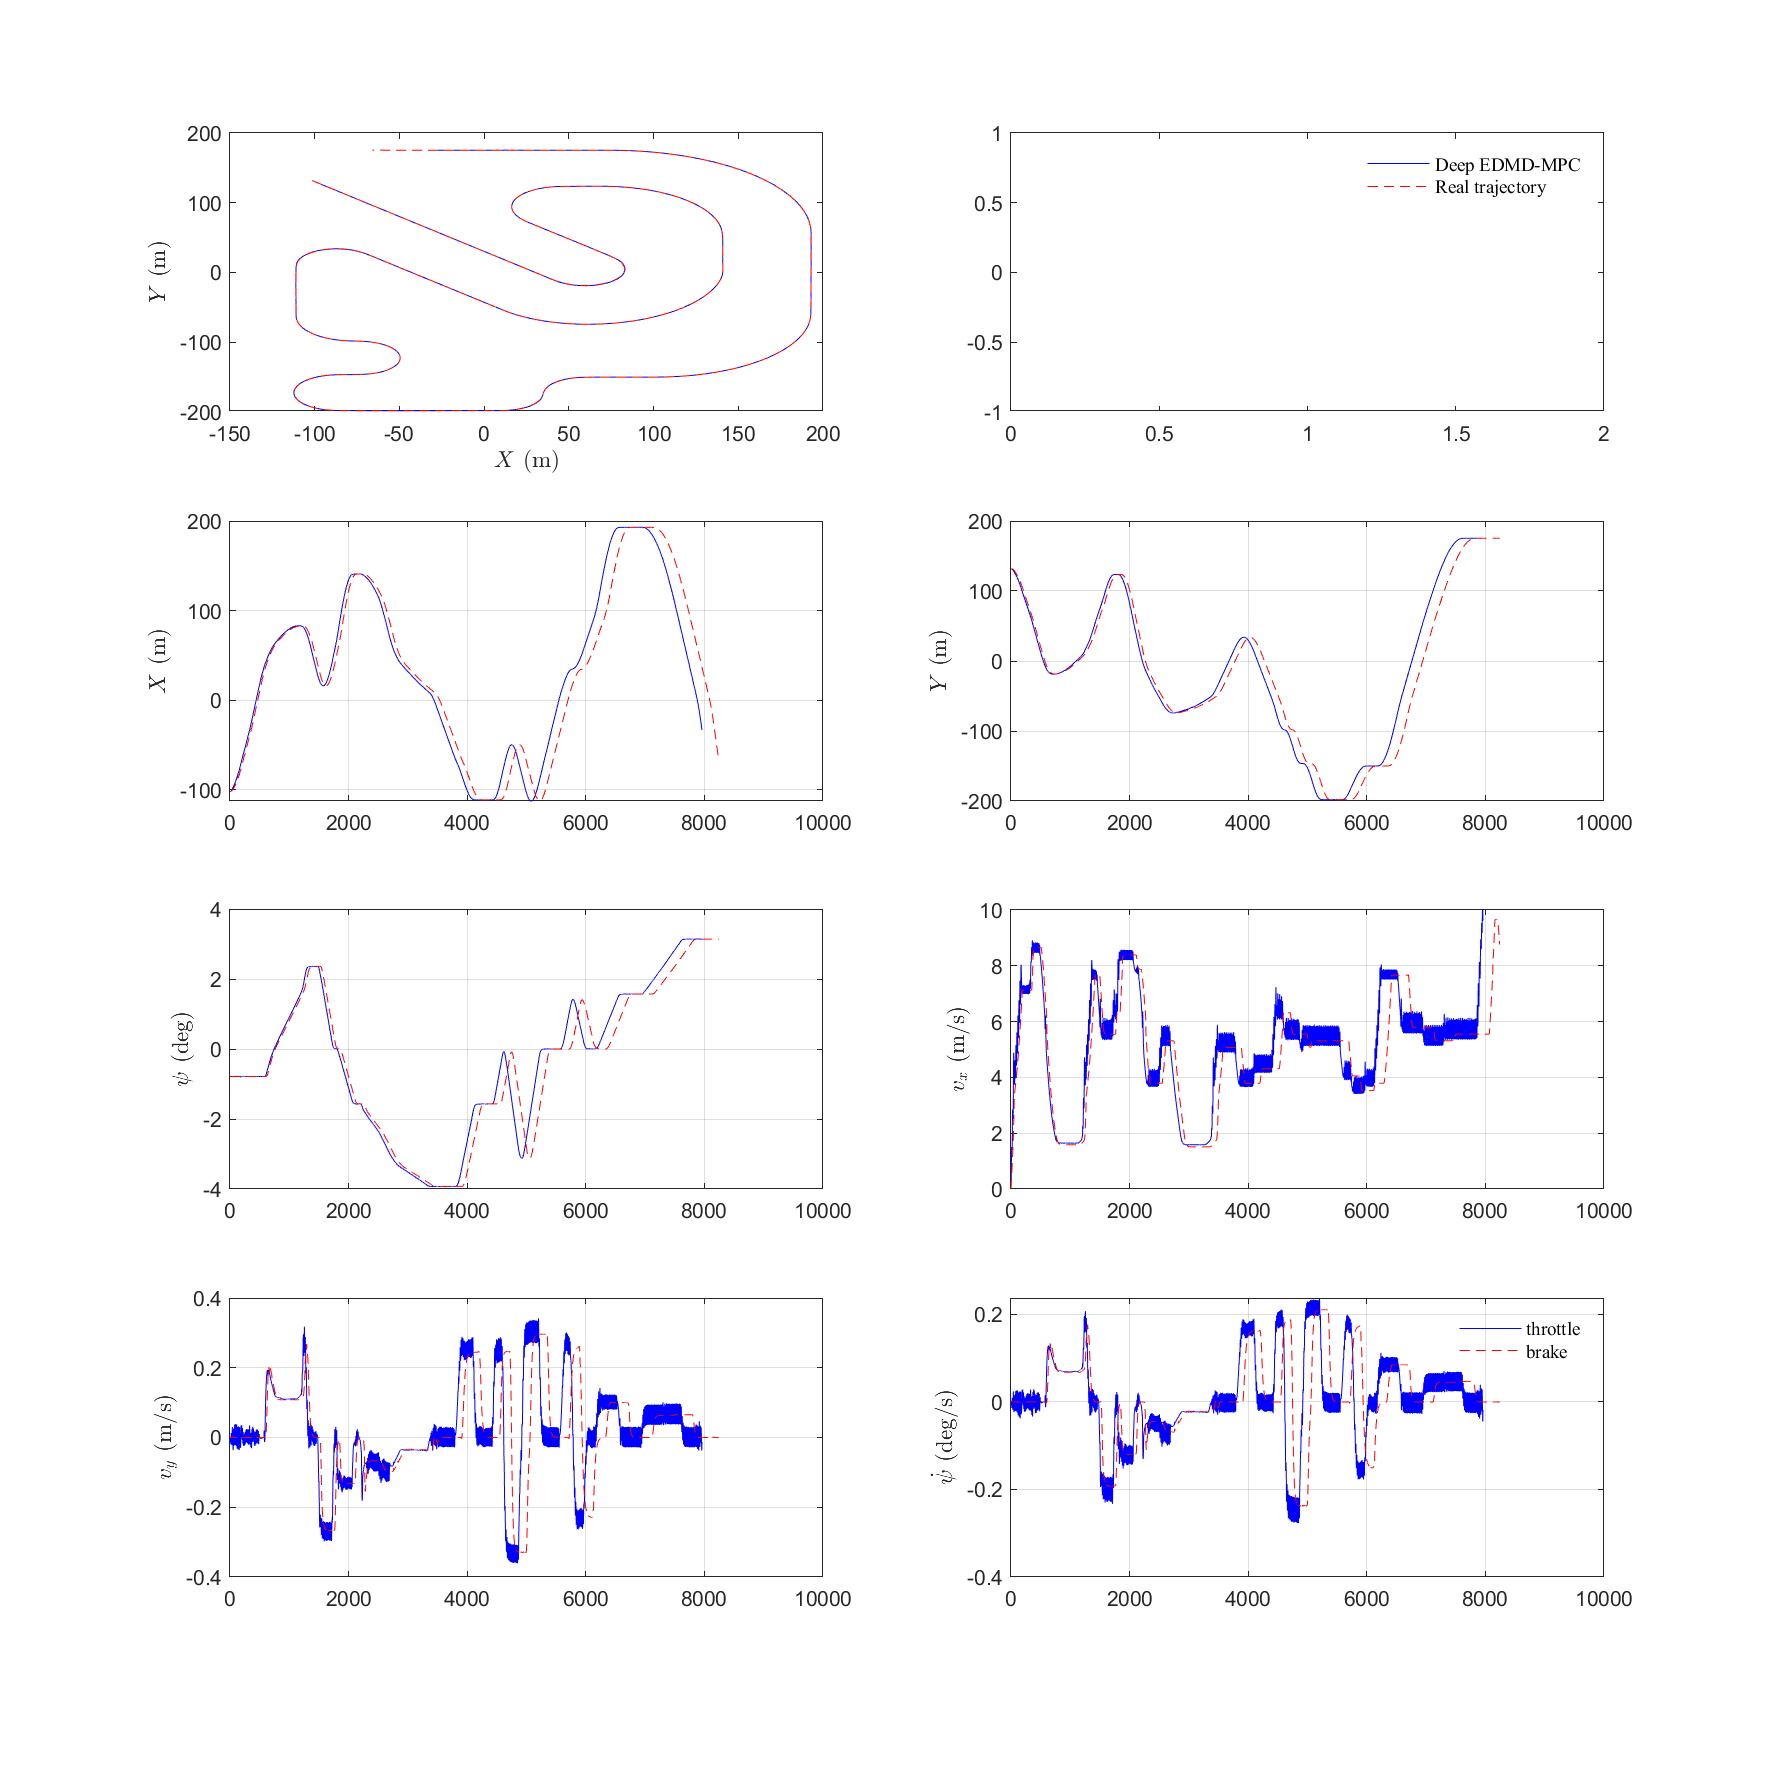 200
100
0
-100
-200
Y (m)
-150 -100 -50 0 50 100 150 200
X (m)
1
0.5
0
-0.5
-1
0 0.5 1 1.5 2
Deep EDMD-MPC
Real trajectory
200
100
0
-100
X (m)
0 2000 4000 6000 8000 10000
200
100
0
-100
-200
Y (m)
0 2000 4000 6000 8000 10000
4
2
0
-2
-4
ψ (deg)
0 2000 4000 6000 8000 10000
10
8
6
4
2
0
v_x (m/s)
0 2000 4000 6000 8000 10000
0.4
0.2
0
-0.2
-0.4
v_y (m/s)
0 2000 4000 6000 8000 10000
0.2
0
-0.2
-0.4
ψ̇ (deg/s)
0 2000 4000 6000 8000 10000
throttle
brake